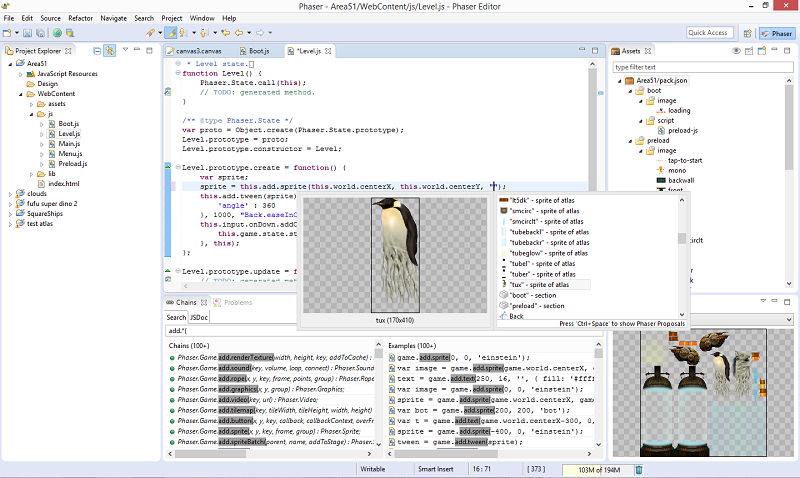 Phaser - Area51/WebContent/js/Level.js - Phaser Editor
File Edit Source Refactor Navigate Search Project Run Window Help
Quick Access
Phaser
Project Explorer
Area51
JavaScript Resources
Design
WebContent
assets
js
Boot.js
Level.js
Main.js
Menu.js
Preload.js
lib
index.html
clouds
fufu super dino 2
SquareShips
test atlas
canvas3.canvas
Boot.js
*Level.js
* Level state.
function Level() {
Phaser.State.call(this);
// TODO: generated method.
}
/** @type Phaser.State */
var proto = Object.create(Phaser.State.prototype);
Level.prototype = proto;
Level.prototype.constructor = Level;
Level.prototype.create = function() {
var sprite;
sprite = this.add.sprite(this.world.centerX, this.world.centerY, '');
this.add.tween(sprite)
'angle' : 360
}, 1000, "Back.easeInO
this.input.onDown.addO
this.game.state.st
}, this);
};
Level.prototype.update = f
// TODO: generated meth
tux (170x410)
"lt5dk" - sprite of atlas
"smcirc" - sprite of atlas
"smcirclt" - sprite of atlas
"tubebackl" - sprite of atlas
"tubebackr" - sprite of atlas
"tubeglow" - sprite of atlas
"tubel" - sprite of atlas
"tuber" - sprite of atlas
"tux" - sprite of atlas
"boot" - section
"preload" - section
Back
Press 'Ctrl+Space' to show Phaser Proposals
Assets
type filter text
Area51/pack.json
boot
image
loading
script
preload-js
preload
image
tap-to-start
mono
backwall
front
Chains
Problems
Search JSDoc
add.*(
Chains (100+)
Phaser.Game.add.renderTexture(width, height, key, addToCache) :
Phaser.Game.add.sound(key, volume, loop, connect) : Phaser.Soun
Phaser.Game.add.rope(x, y, key, frame, points, group) : Phaser.Rope
Phaser.Game.add.graphics(x, y, group) : Phaser.Graphics;
Phaser.Game.add.video(key, url) : Phaser.Video;
Phaser.Game.add.tilemap(key, tileWidth, tileHeight, width, height)
Phaser.Game.add.button(x, y, key, callback, callbackContext, overFr
Phaser.Game.add.sprite(x, y, key, frame, group) : Phaser.Sprite;
Phaser.Game.add.spriteBatch(parent, name, addToStage) : Phaser.
Examples (100+)
game.add.sprite(0, 0, 'einstein');
var image = game.add.sprite(game.world.centerX, g
text = game.add.text(250, 16, '', { fill: '#ffff
var image = game.add.sprite(0, 0, 'einstein');
sprite = game.add.sprite(game.world.centerX, game
var bot = game.add.sprite(200, 200, 'bot');
var t = game.add.text(game.world.centerX-300, 0,
sprite = game.add.sprite(-400, 0, 'einstein');
tween = game.add.tween(sprite);
Writable
Smart Insert
16 : 71
[ 373 ]
103M of 194M